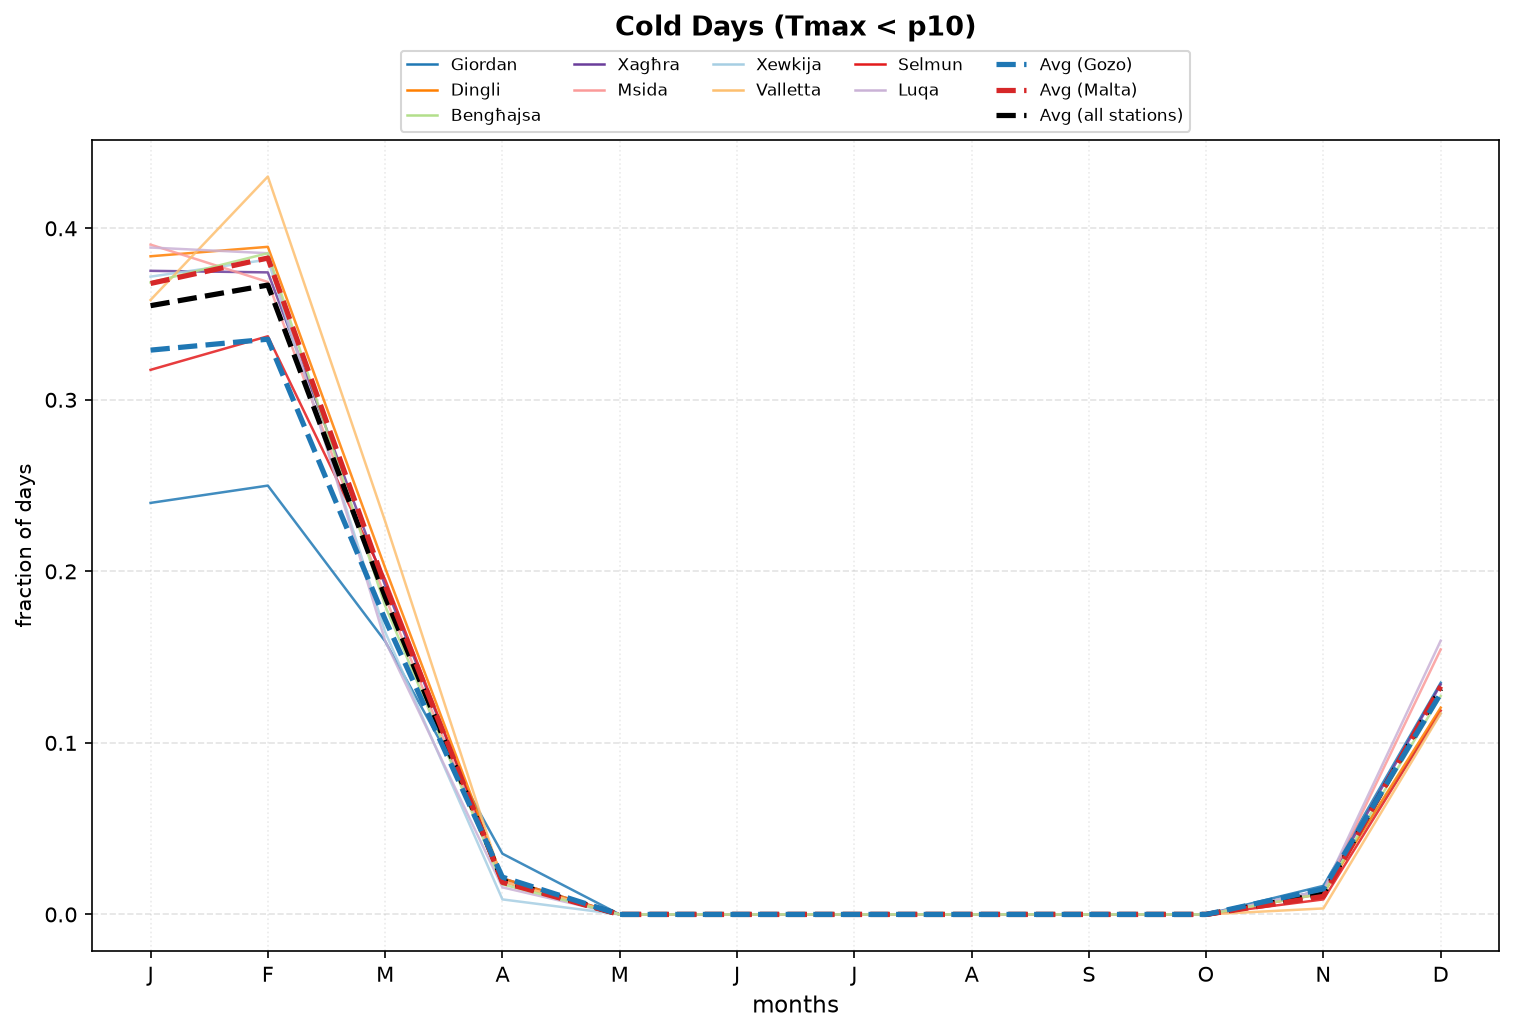 Cold Days (Tmax < p10)
Giordan Xagħra Xewkija Selmun Avg (Gozo)
Dingli Msida Valletta Luqa Avg (Malta)
Bengħajsa Avg (all stations)
0.4
0.3
0.2
0.1
0.0
fraction of days
J F M A M J J A S O N D
months